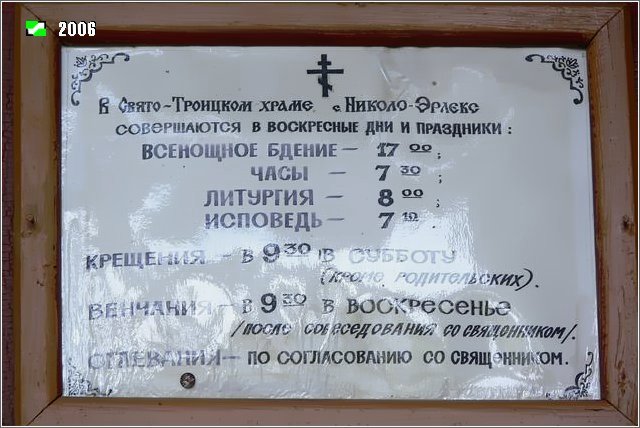 2006
В Свято-Троицком храме с Николо-Эрлекс
совершаются в воскресные дни и праздники:
ВСЕНОЩНОЕ БДЕНИЕ – 17 00;
ЧАСЫ – 7 30;
ЛИТУРГИЯ – 8 00;
ИСПОВЕДЬ – 7 10
КРЕЩЕНИЯ – В 9 30 В СУББОТУ
(КРОМЕ РОДИТЕЛЬСКИХ).
ВЕНЧАНИЯ – В 9 30 В ВОСКРЕСЕНЬЕ
/ПОСЛЕ СОБЕСЕДОВАНИЯ СО СВЯЩЕННИКОМ/.
ОТПЕВАНИЯ – ПО СОГЛАСОВАНИЮ СО СВЯЩЕННИКОМ.